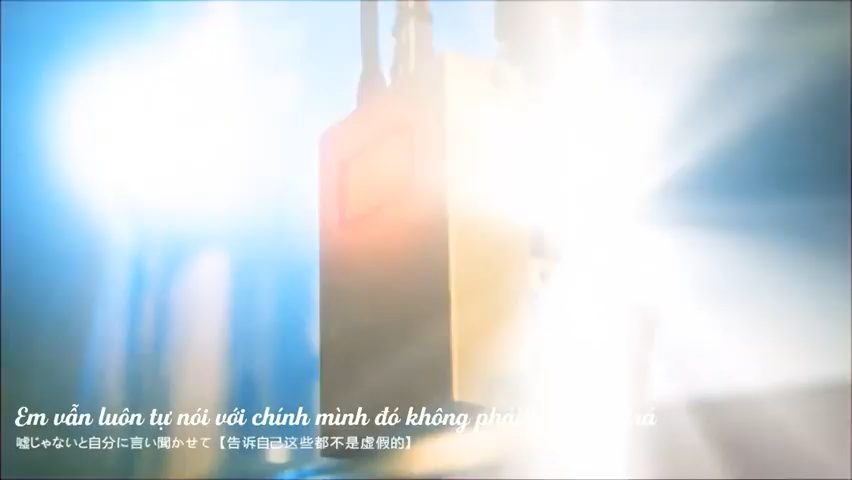 Em vẫn luôn tự nói với chính mình đó không phải
嘘じゃないと自分に言い聞かせて【告诉自己这些都不是虚假的】